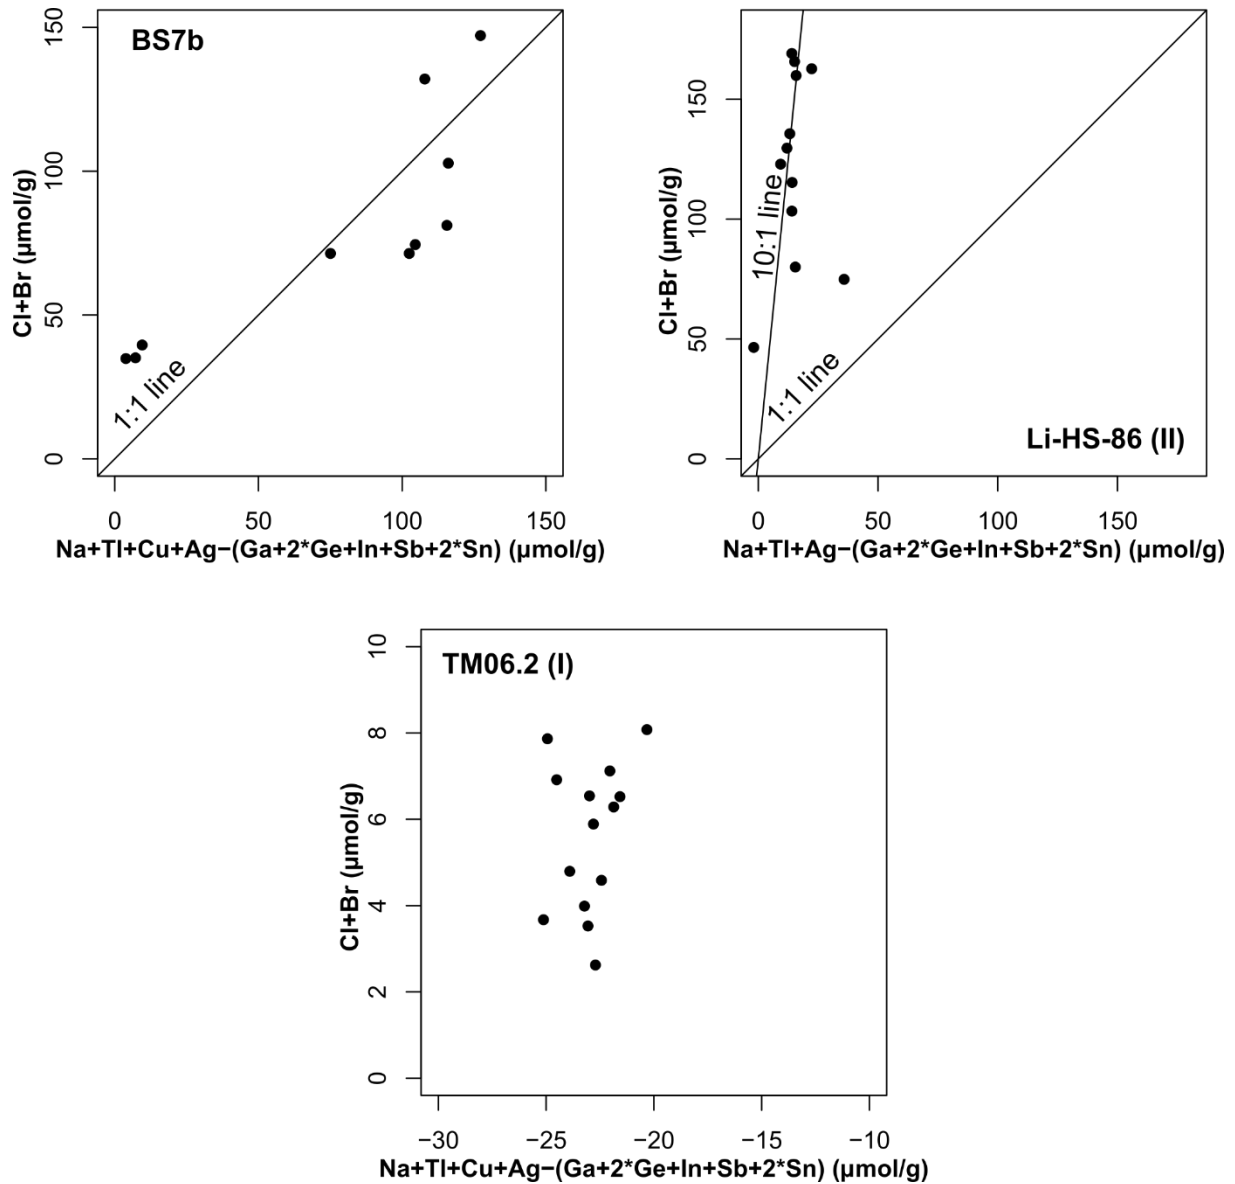 BS7b
Cl+Br (µmol/g)
0 50 100 150
1:1 line
0 50 100 150
Na+Tl+Cu+Ag−(Ga+2*Ge+In+Sb+2*Sn) (µmol/g)
Cl+Br (µmol/g)
0 50 100 150
10:1 line
1:1 line
Li-HS-86 (II)
0 50 100 150
Na+Tl+Ag−(Ga+2*Ge+In+Sb+2*Sn) (µmol/g)
TM06.2 (I)
Cl+Br (µmol/g)
0 2 4 6 8 10
−30 −25 −20 −15 −10
Na+Tl+Cu+Ag−(Ga+2*Ge+In+Sb+2*Sn) (µmol/g)